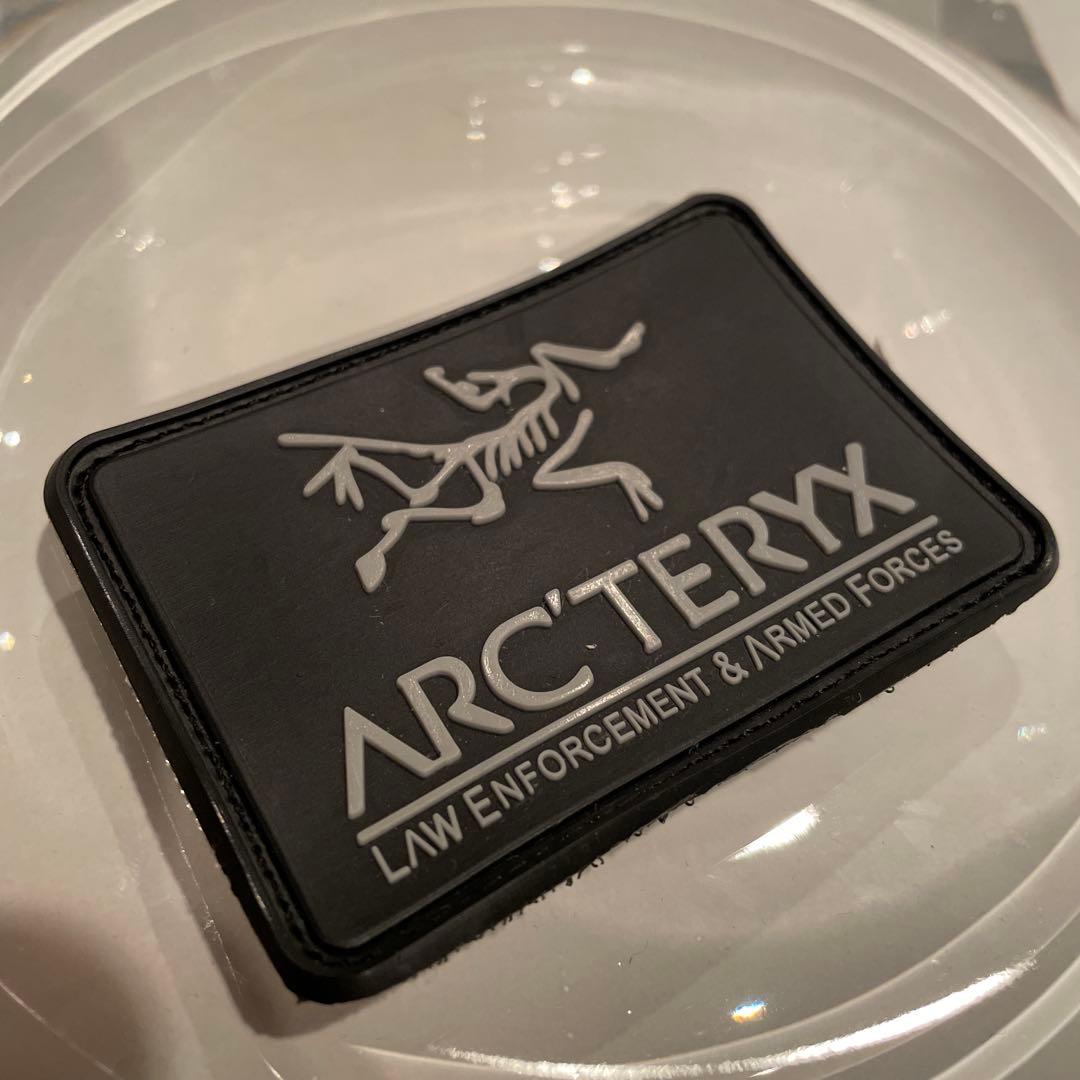 ARC'TERYX
LAW ENFORCEMENT & ARMED FORCES